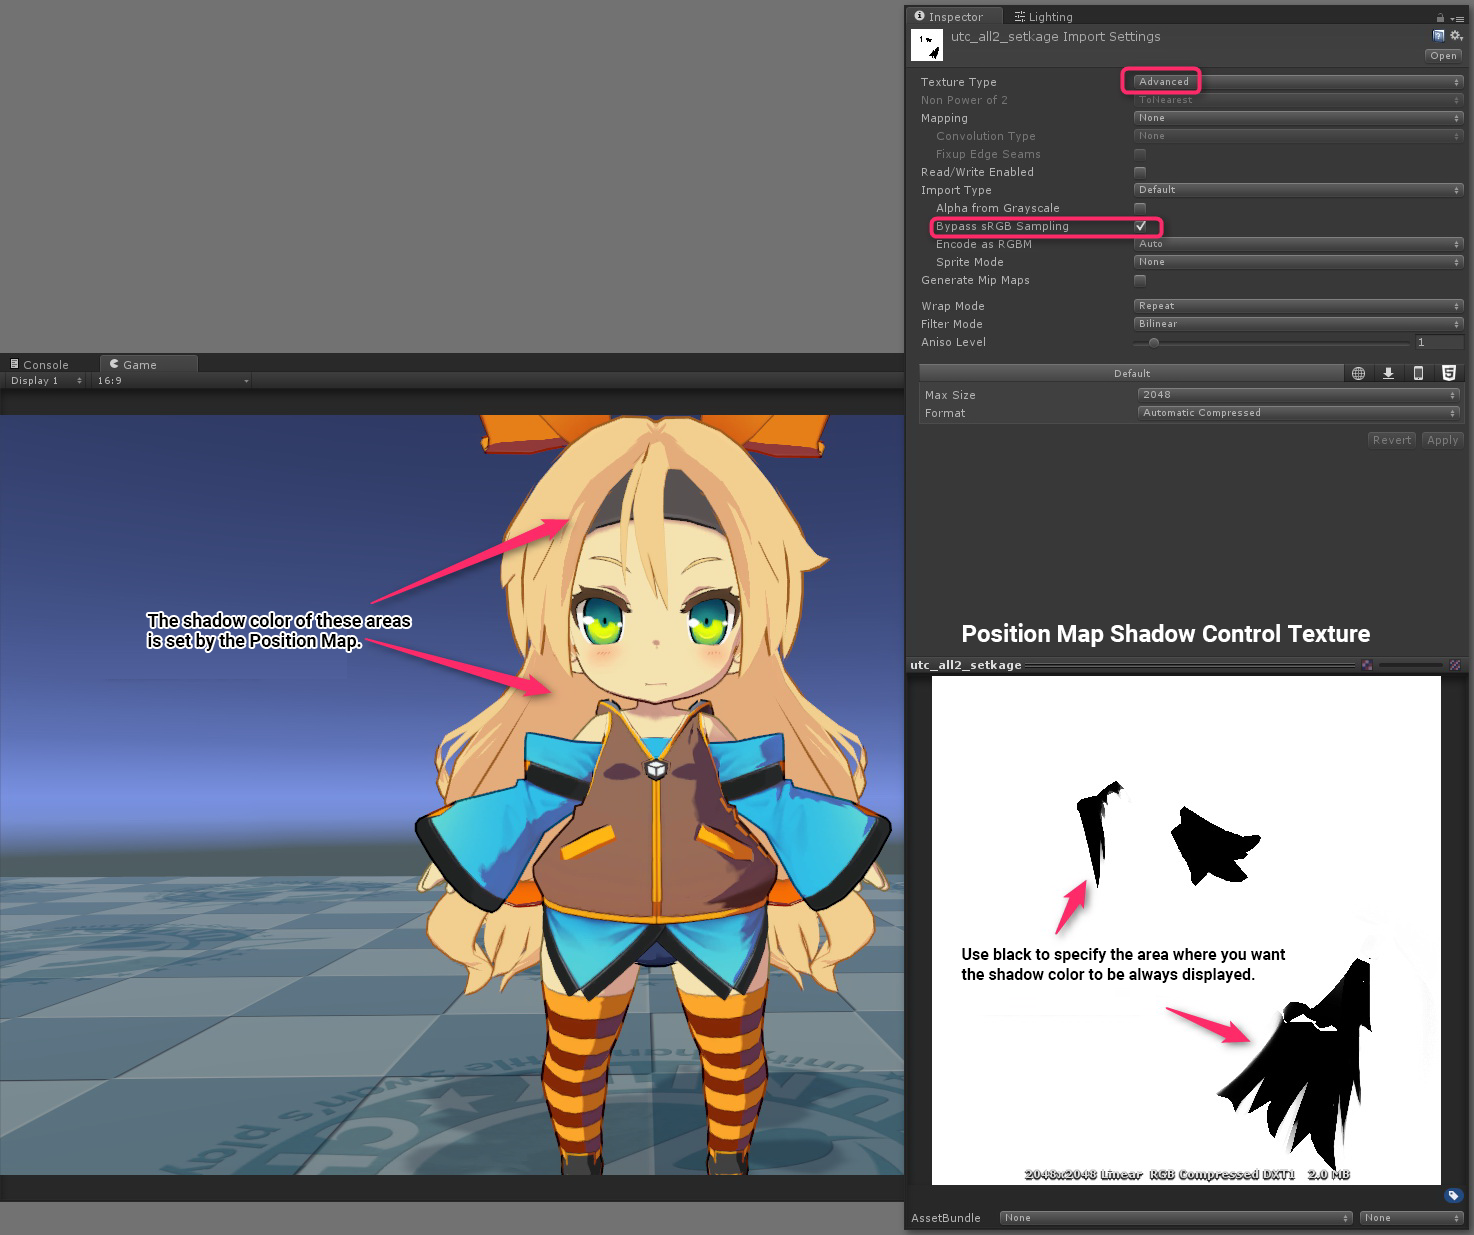 Inspector
Lighting
utc_all2_setkage Import Settings
Open
Texture Type
Advanced
Non Power of 2
ToNearest
Mapping
None
Convolution Type
None
Fixup Edge Seams
Read/Write Enabled
Import Type
Default
Alpha from Grayscale
Bypass sRGB Sampling
Encode as RGBM
Auto
Sprite Mode
None
Generate Mip Maps
Wrap Mode
Repeat
Filter Mode
Bilinear
Aniso Level
1
Default
Max Size
2048
Format
Automatic Compressed
Revert
Apply
Console
Game
Display 1
16:9
The shadow color of these areas
is set by the Position Map.
Position Map Shadow Control Texture
utc_all2_setkage
Use black to specify the area where you want
the shadow color to be always displayed.
2048x2048 Linear RGB Compressed DXT1 2.0 MB
AssetBundle
None
None